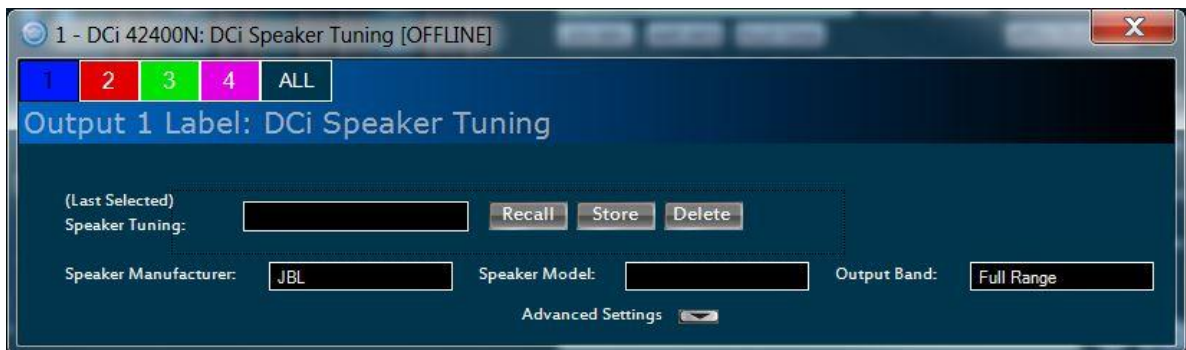 1 - DCi 42400N: DCi Speaker Tuning [OFFLINE]
X
1 2 3 4 ALL
Output 1 Label: DCi Speaker Tuning
(Last Selected)
Speaker Tuning: Recall Store Delete
Speaker Manufacturer: JBL Speaker Model: Output Band: Full Range
Advanced Settings